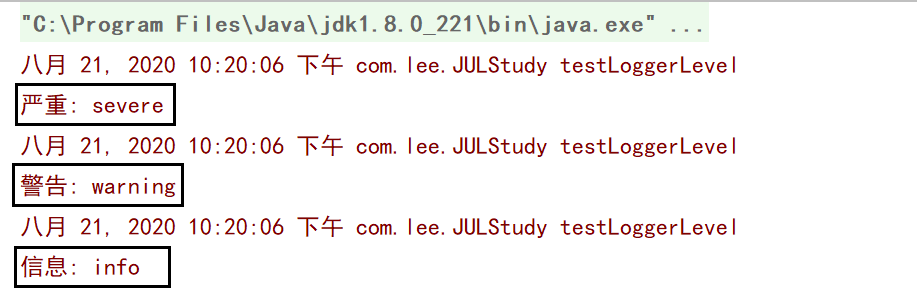 "C:\Program Files\Java\jdk1.8.0_221\bin\java.exe" ...
八月 21, 2020 10:20:06 下午 com.lee.JULStudy testLoggerLevel
严重: severe
八月 21, 2020 10:20:06 下午 com.lee.JULStudy testLoggerLevel
警告: warning
八月 21, 2020 10:20:06 下午 com.lee.JULStudy testLoggerLevel
信息: info